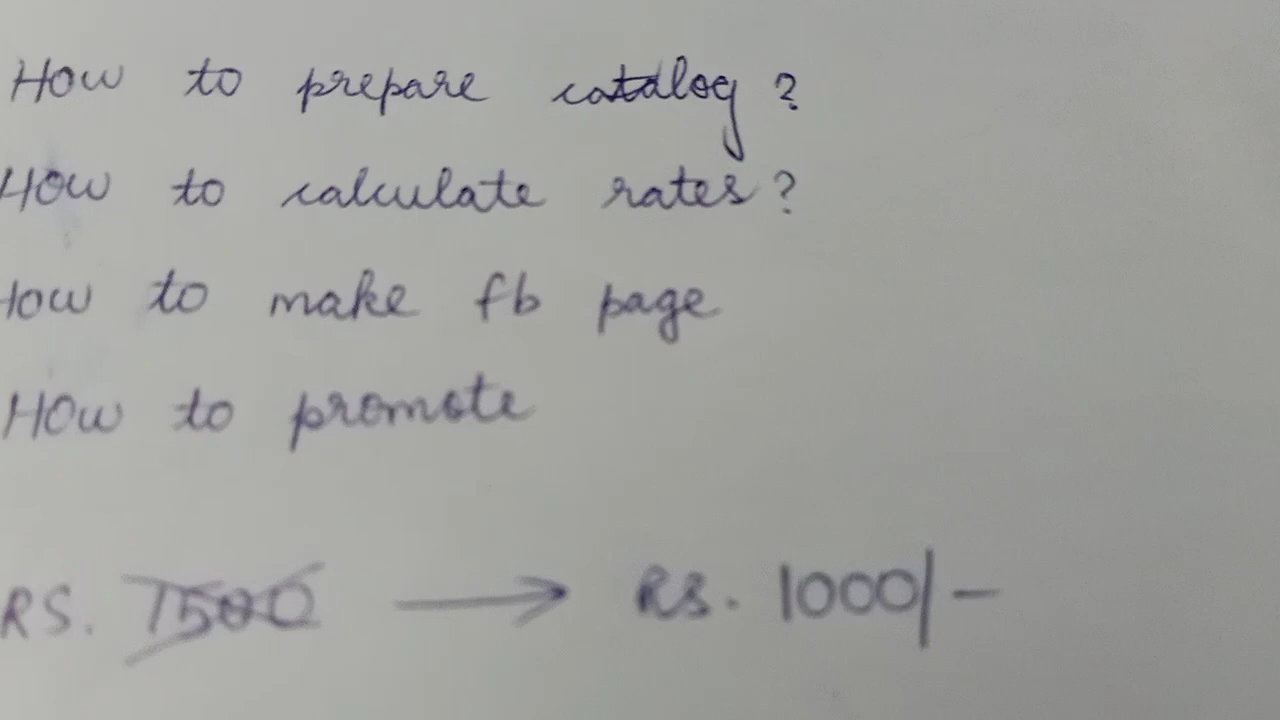 How to prepare catalog ?
How to calculate rates ?
How to make fb page
How to promote
RS. 1500 → RS. 1000/-